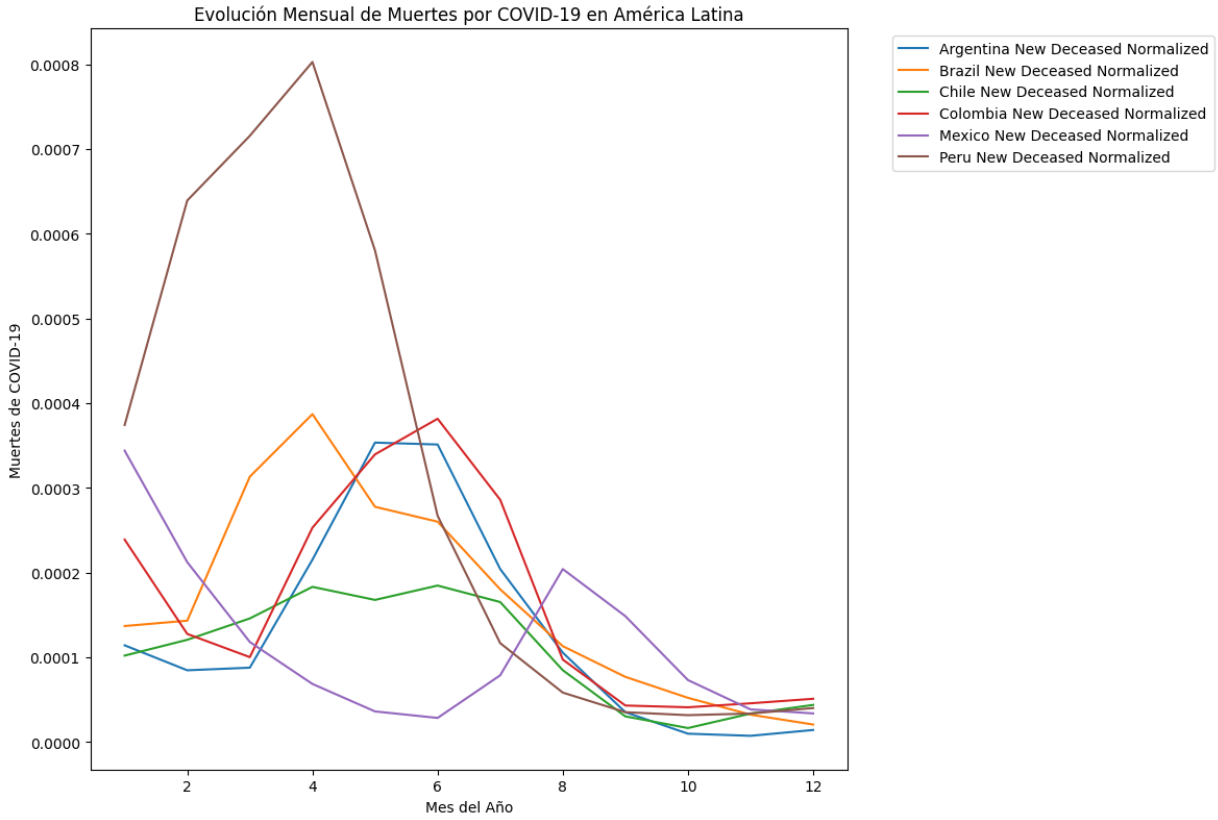 Evolución Mensual de Muertes por COVID-19 en América Latina
Argentina New Deceased Normalized
Brazil New Deceased Normalized
Chile New Deceased Normalized
Colombia New Deceased Normalized
Mexico New Deceased Normalized
Peru New Deceased Normalized
Muertes de COVID-19
0.0008
0.0007
0.0006
0.0005
0.0004
0.0003
0.0002
0.0001
0.0000
2 4 6 8 10 12
Mes del Año